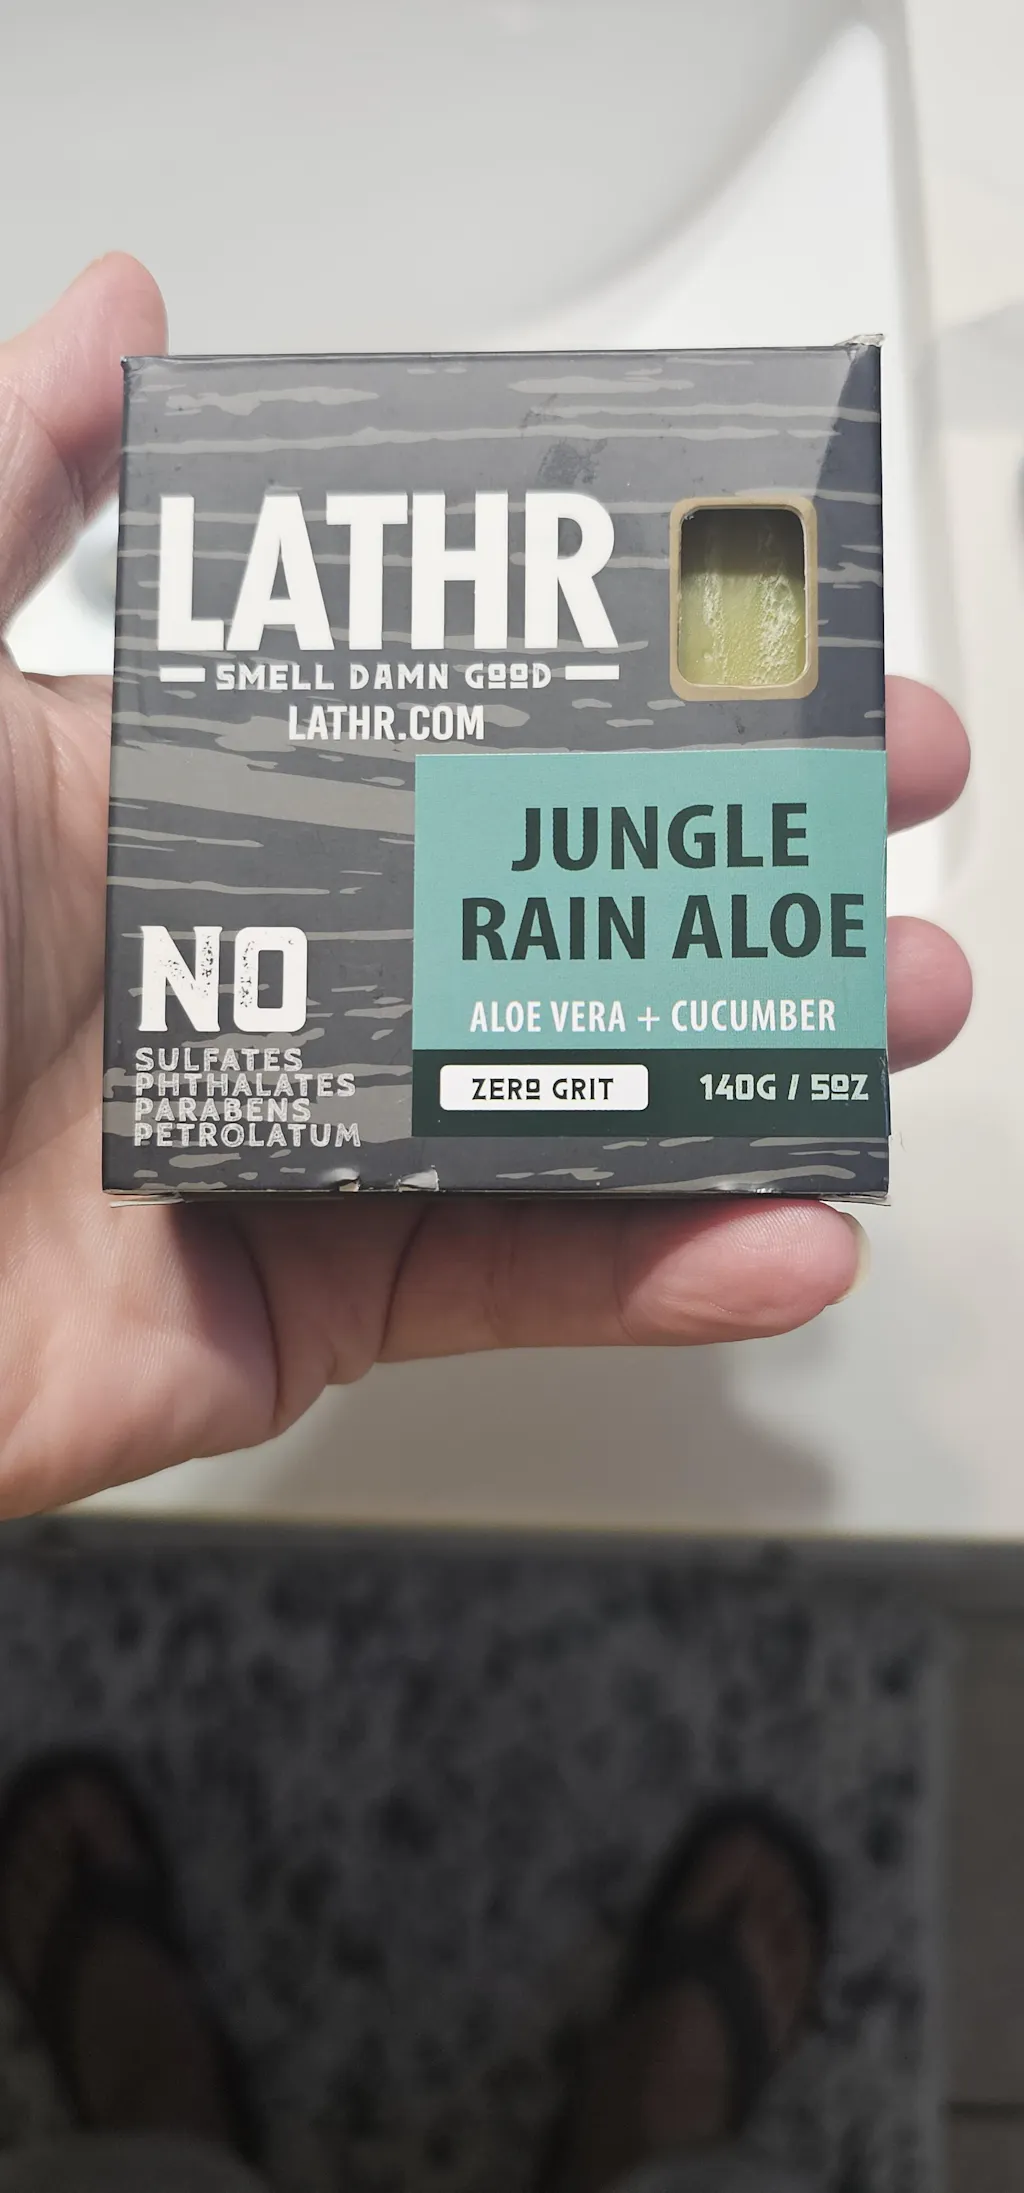 LATHR
SMELL DAMN GOOD
LATHR.COM
JUNGLE
RAIN ALOE
ALOE VERA + CUCUMBER
ZERO GRIT
140G / 5OZ
NO
SULFATES
PHTHALATES
PARABENS
PETROLATUM